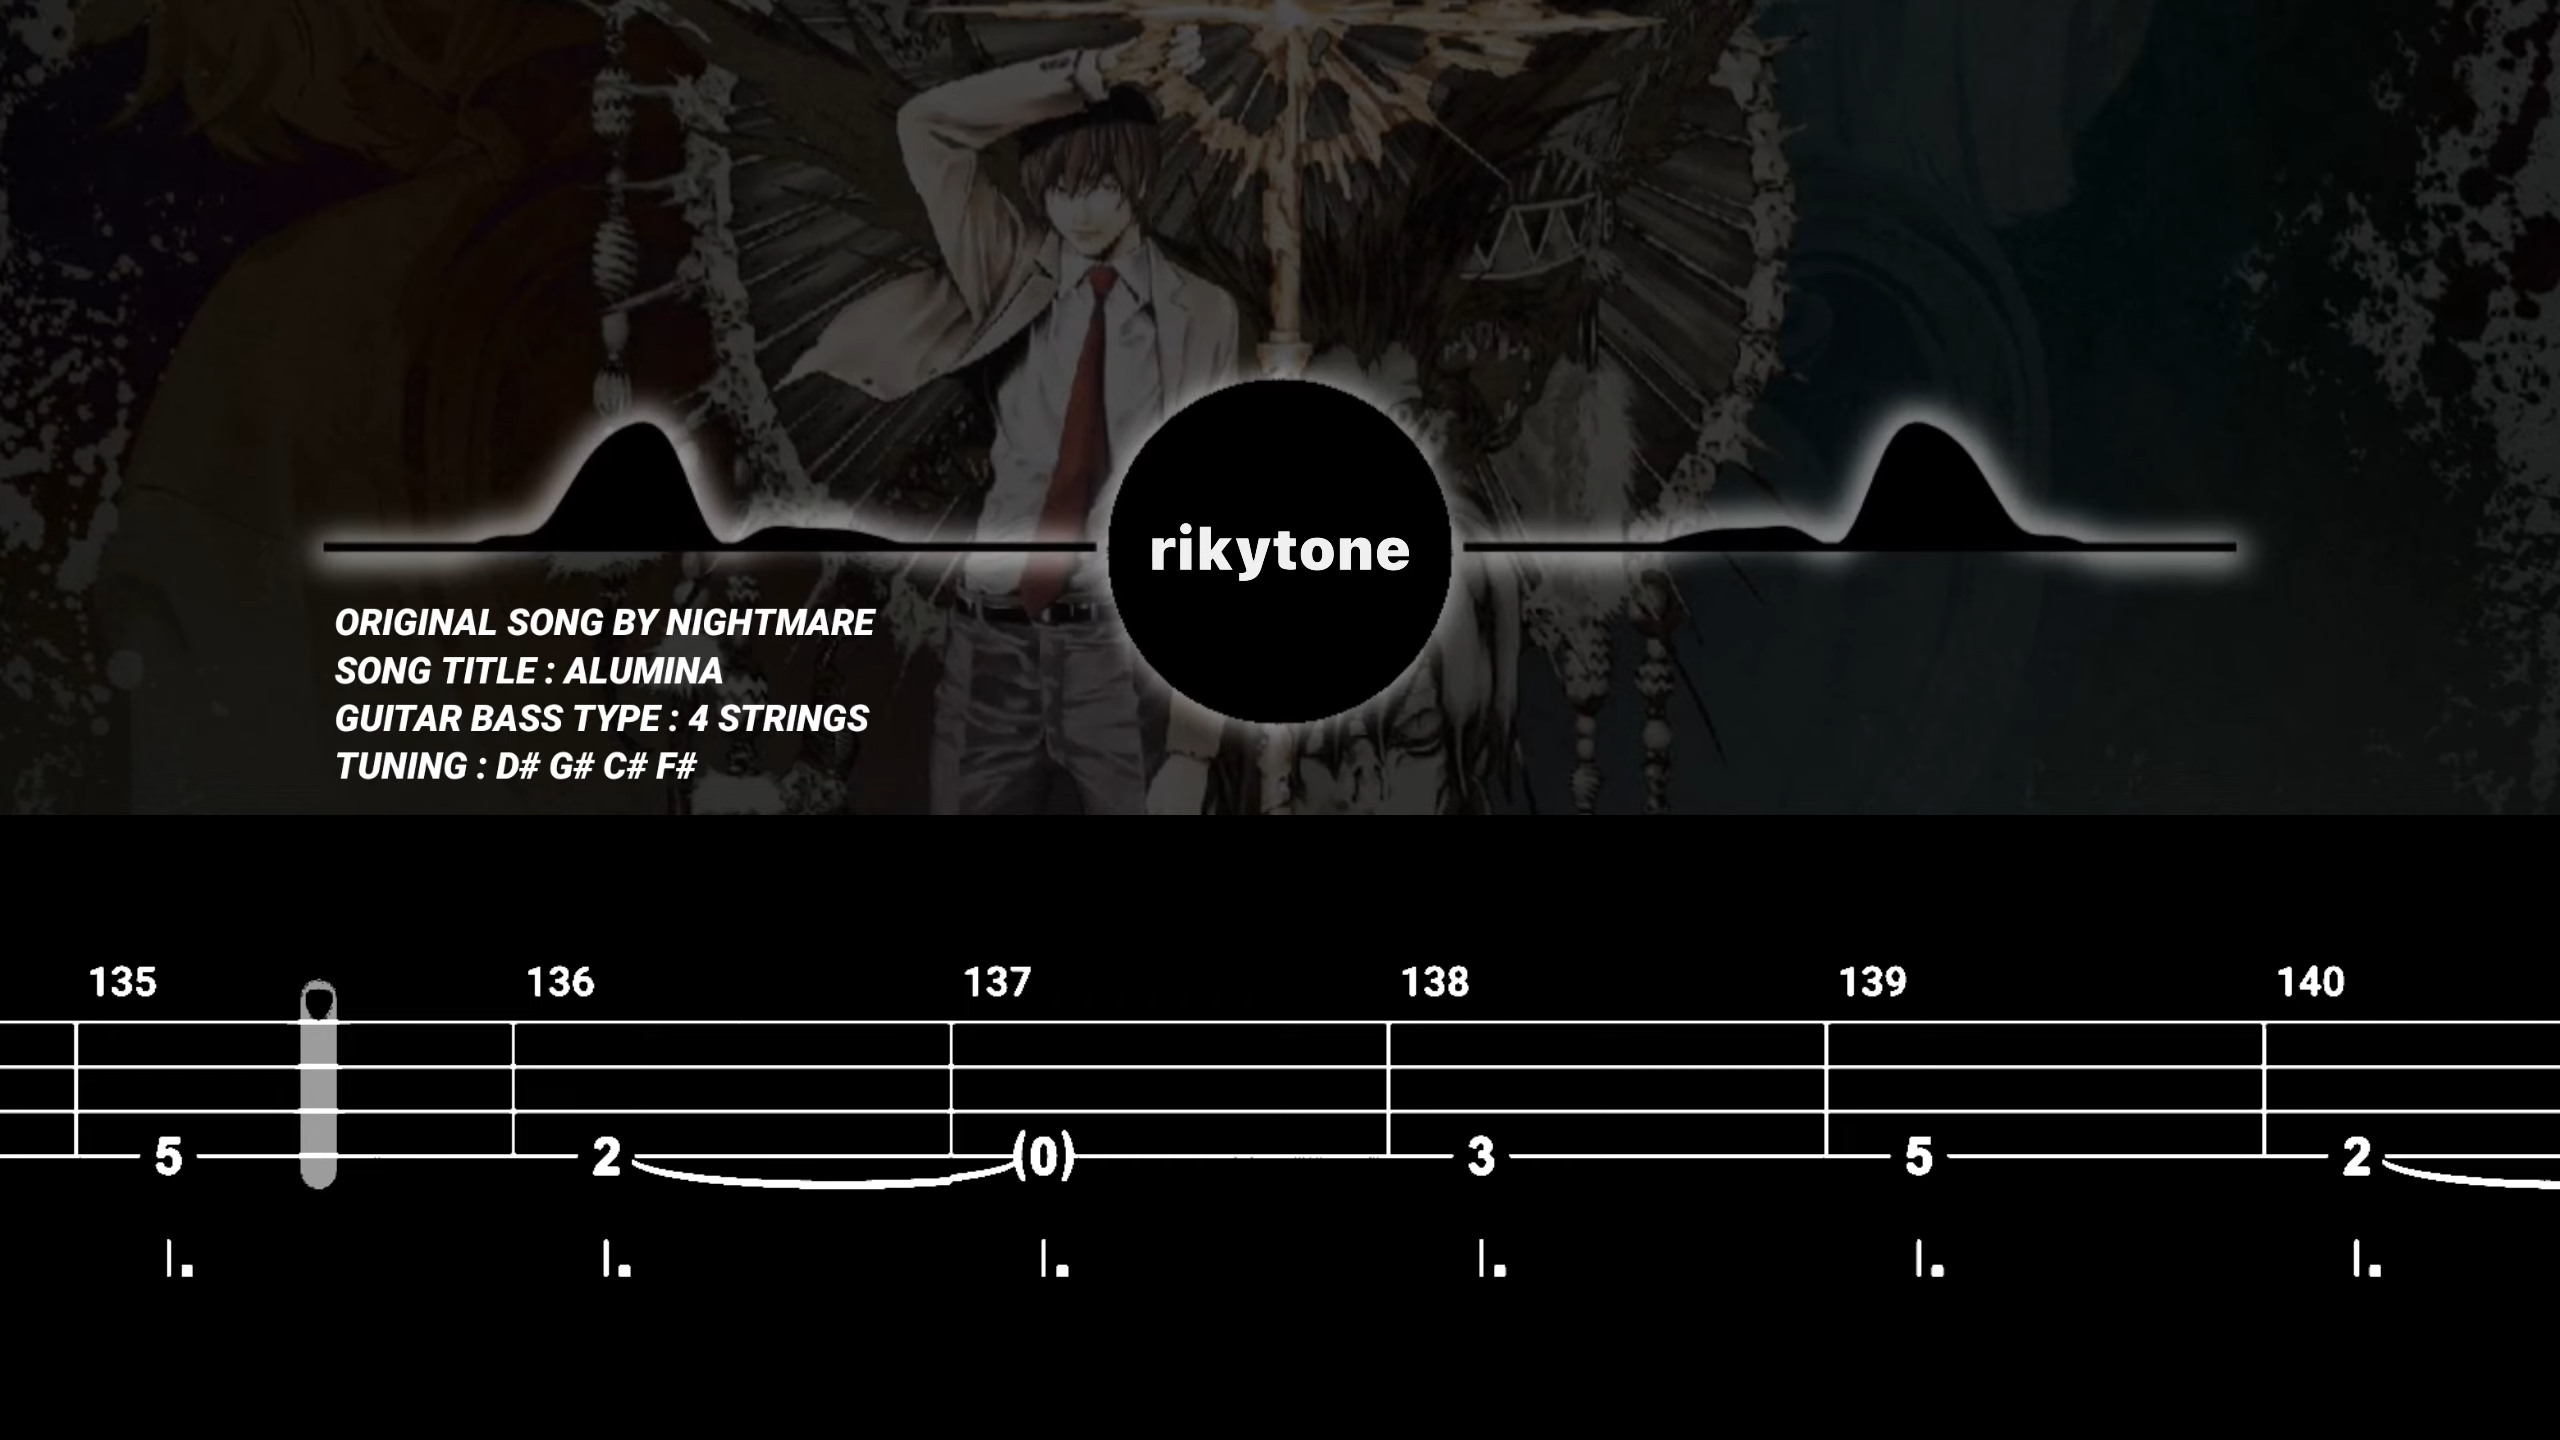 rikytone
ORIGINAL SONG BY NIGHTMARE
SONG TITLE : ALUMINA
GUITAR BASS TYPE : 4 STRINGS
TUNING : D# G# C# F#
135 136 137 138 139 140
5 2 (0) 3 5 2